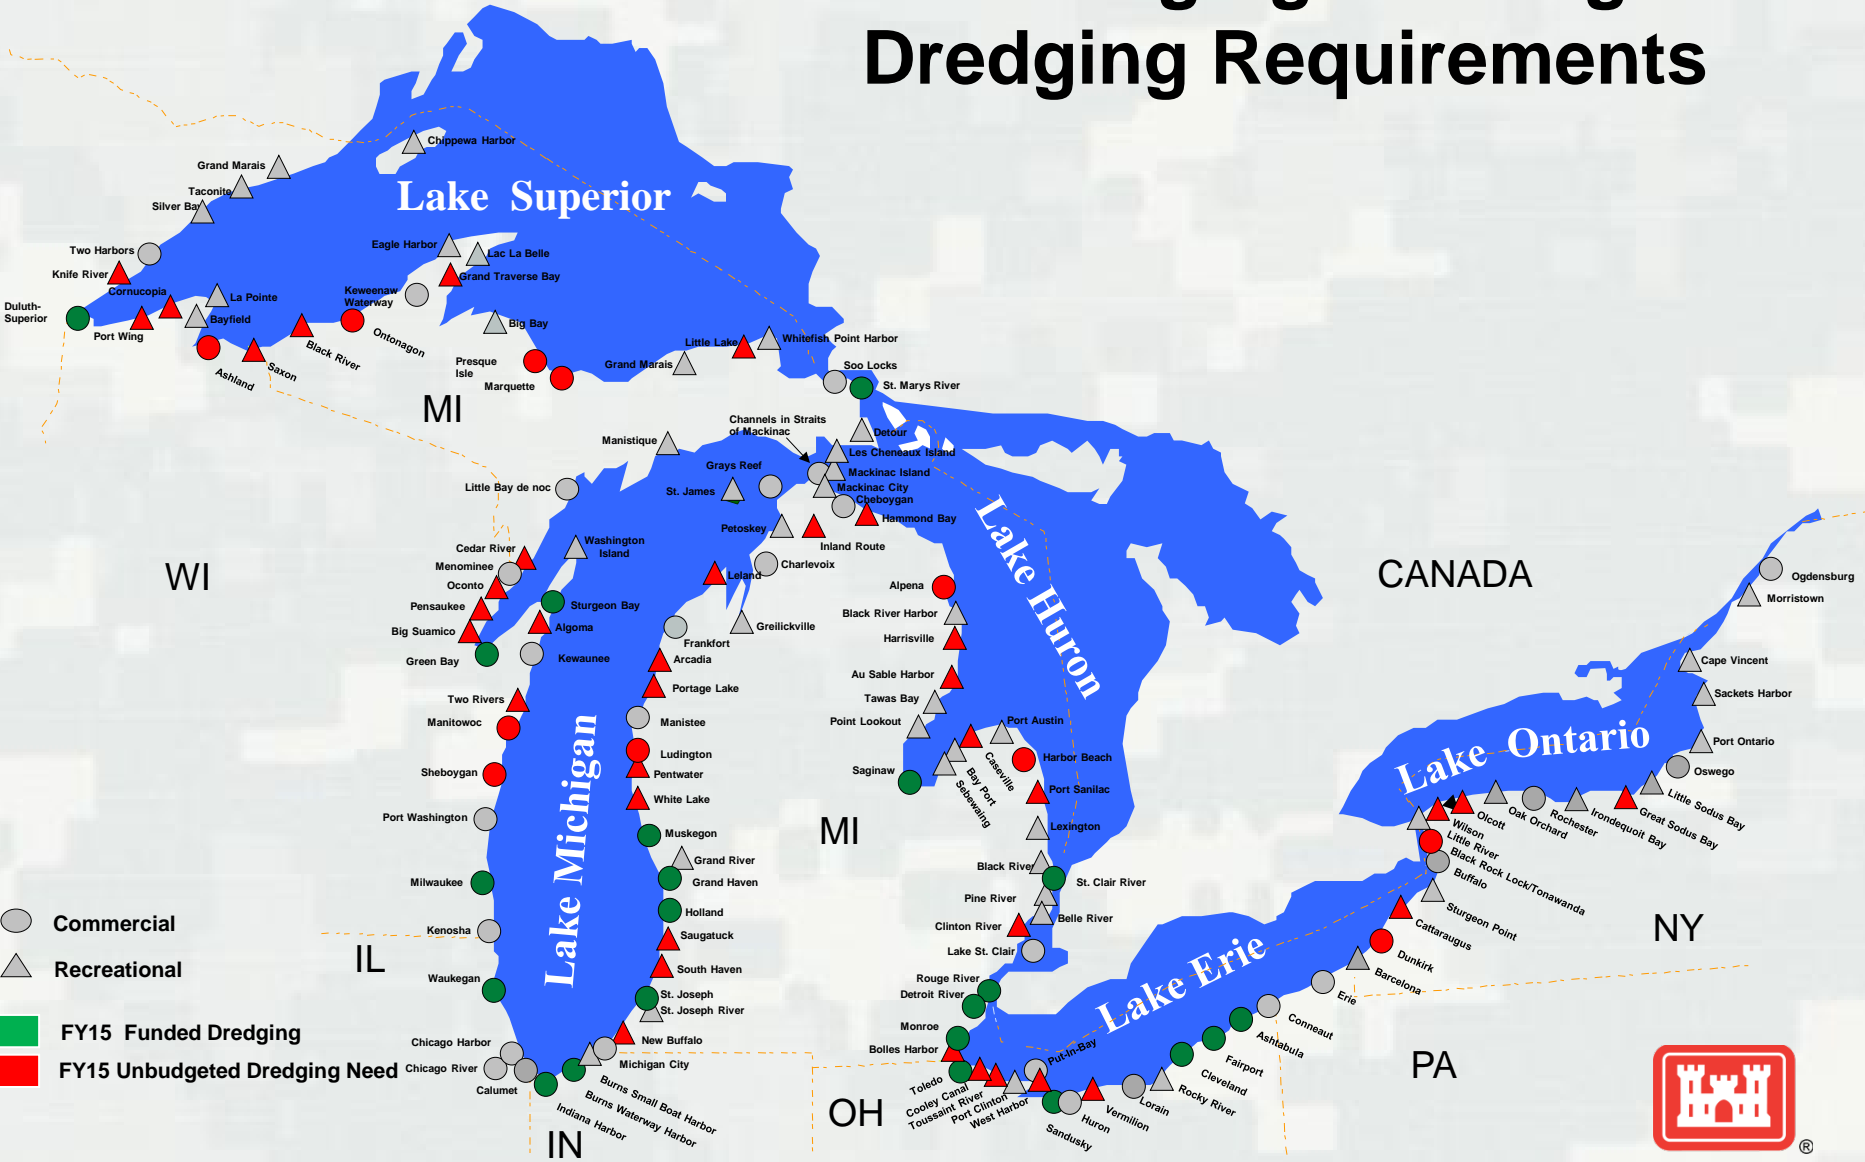 Dredging Requirements
Chippewa Harbor
Grand Marais
Taconite
Silver Bay
Lake Superior
Two Harbors
Knife River
Cornucopia
Duluth-
Superior
Port Wing
La Pointe
Bayfield
Ashland
Saxon
Black River
Ontonagon
Keweenaw
Waterway
Eagle Harbor
Lac La Belle
Grand Traverse Bay
Big Bay
Presque
Isle
Marquette
Grand Marais
Little Lake
Whitefish Point Harbor
Soo Locks
St. Marys River
MI
Channels in Straits
of Mackinac
Detour
Les Cheneaux Island
Mackinac Island
Mackinac City
Cheboygan
Hammond Bay
Manistique
Grays Reef
St. James
Little Bay de noc
Petoskey
Inland Route
Charlevoix
Washington
Island
Cedar River
Menominee
Oconto
Pensaukee
Big Suamico
Green Bay
Sturgeon Bay
Algoma
Kewaunee
Leland
Greilickville
Frankfort
Arcadia
Portage Lake
Manistee
Ludington
Pentwater
White Lake
Muskegon
Grand River
Grand Haven
Holland
Saugatuck
South Haven
St. Joseph
St. Joseph River
New Buffalo
Michigan City
Burns Small Boat Harbor
Burns Waterway Harbor
Indiana Harbor
Two Rivers
Manitowoc
Sheboygan
Port Washington
Milwaukee
Kenosha
Waukegan
Chicago Harbor
Chicago River
Calumet
Lake Michigan
WI
IL
IN
Lake Huron
Alpena
Black River Harbor
Harrisville
Au Sable Harbor
Tawas Bay
Point Lookout
Saginaw
Port Austin
Caseville
Bay Port
Sebewaing
Harbor Beach
Port Sanilac
Lexington
Black River
St. Clair River
Pine River
Belle River
Clinton River
Lake St. Clair
Rouge River
Detroit River
Monroe
Bolles Harbor
Toledo
Cooley Canal
Toussaint River
Port Clinton
West Harbor
Put-In-Bay
Sandusky
Huron
Vermilion
Lorain
Rocky River
Cleveland
Fairport
Ashtabula
Conneaut
Erie
Barcelona
Dunkirk
Cattaraugus
Sturgeon Point
Buffalo
Black Rock Lock/Tonawanda
Little River
Wilson
Olcott
Oak Orchard
Rochester
Irondequoit Bay
Great Sodus Bay
Little Sodus Bay
Oswego
Port Ontario
Sackets Harbor
Cape Vincent
Morristown
Ogdensburg
Lake Erie
Lake Ontario
CANADA
MI
OH
PA
NY
Commercial
Recreational
FY15 Funded Dredging
FY15 Unbudgeted Dredging Need
®